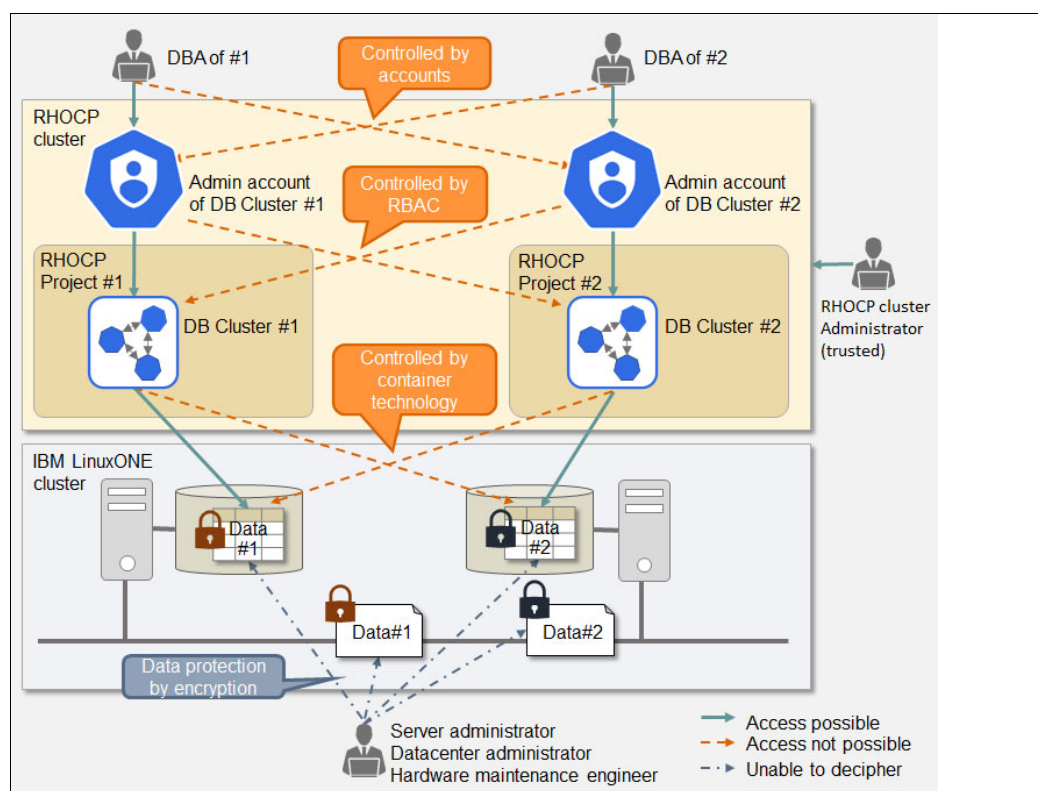 DBA of #1
DBA of #2
Controlled by
accounts
RHOCP
cluster
Admin account
of DB Cluster #1
Admin account
of DB Cluster #2
Controlled by
RBAC
RHOCP
Project #1
RHOCP
Project #2
DB Cluster #1
DB Cluster #2
RHOCP cluster
Administrator
(trusted)
Controlled by
container
technology
IBM LinuxONE
cluster
Data
#1
Data
#2
Data#1
Data#2
Data protection
by encryption
Server administrator
Datacenter administrator
Hardware maintenance engineer
Access possible
Access not possible
Unable to decipher